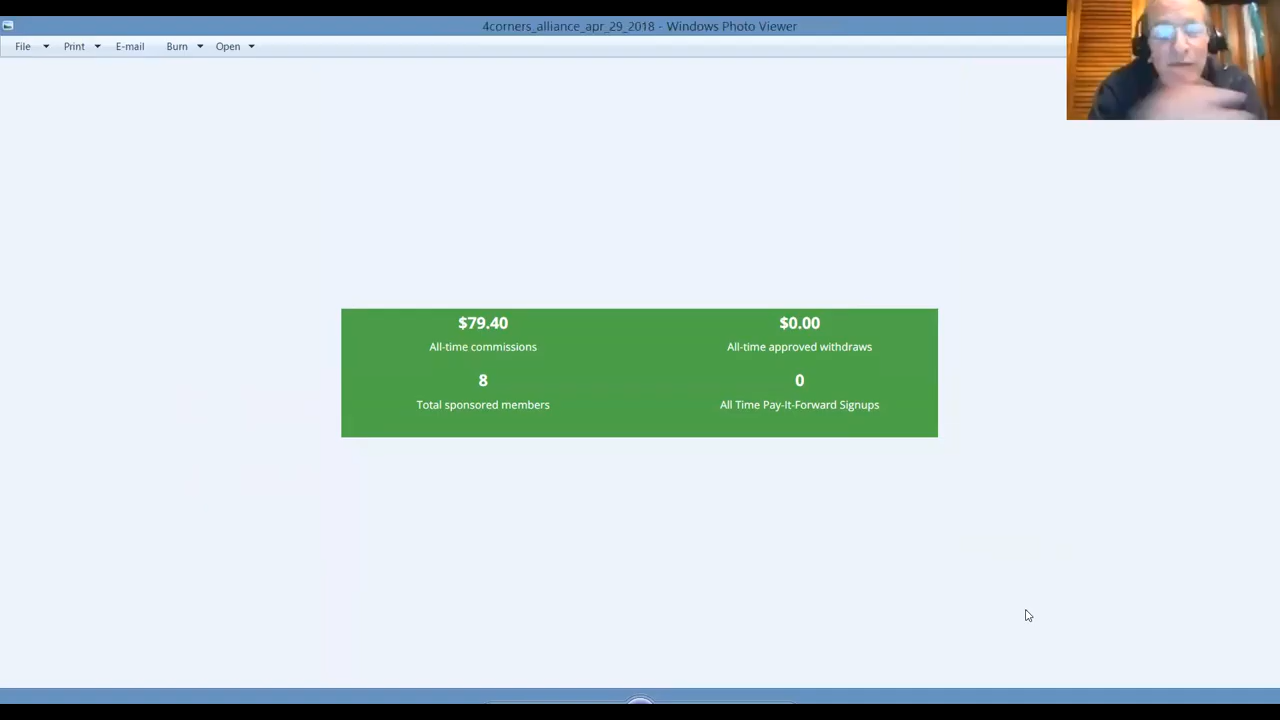 4corners_alliance_apr_29_2018 - Windows Photo Viewer
File Print E-mail Burn Open
$79.40 $0.00
All-time commissions All-time approved withdraws
8 0
Total sponsored members All Time Pay-It-Forward Signups